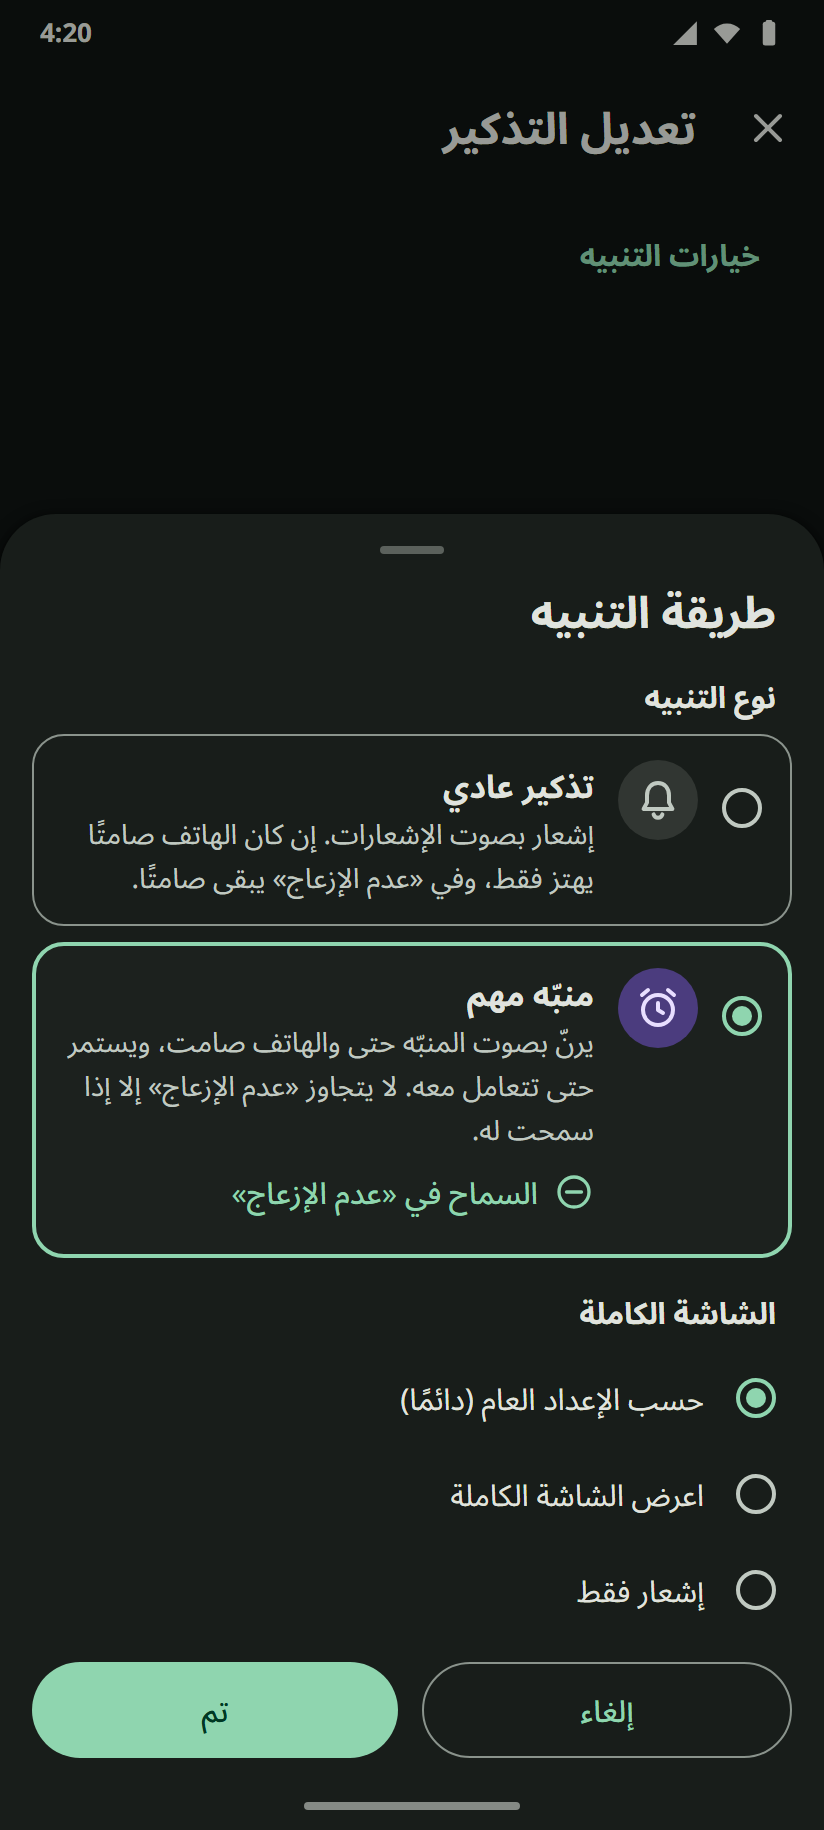 4:20
تعديل التذكير
خيارات التنبيه
طريقة التنبيه
نوع التنبيه
تذكير عادي
إشعار بصوت الإشعارات. إن كان الهاتف صامتًا
يهتز فقط، وفي «عدم الإزعاج» يبقى صامتًا.
منبّه مهم
يرنّ بصوت المنبّه حتى والهاتف صامت، ويستمر
حتى تتعامل معه. لا يتجاوز «عدم الإزعاج» إلا إذا
سمحت له.
السماح في «عدم الإزعاج»
الشاشة الكاملة
حسب الإعداد العام (دائمًا)
اعرض الشاشة الكاملة
إشعار فقط
إلغاء
تم